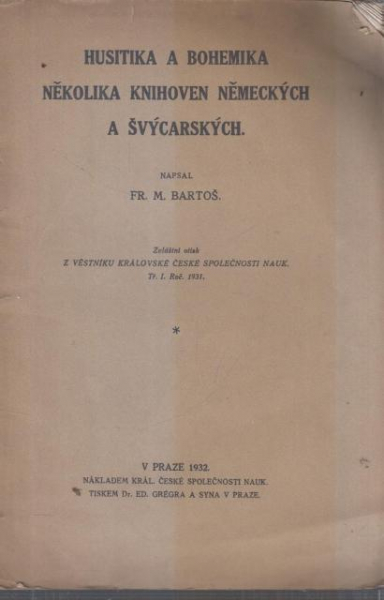 HUSITIKA A BOHEMIKA
NĚKOLIKA KNIHOVEN NĚMECKÝCH
A ŠVÝCARSKÝCH.
NAPSAL
FR. M. BARTOŠ.
Zvláštní otisk
Z VĚSTNÍKU KRÁLOVSKÉ ČESKÉ SPOLEČNOSTI NAUK.
Tř. I. Roč. 1931.
*
V PRAZE 1932.
NÁKLADEM KRÁL. ČESKÉ SPOLEČNOSTI NAUK.
TISKEM Dr. ED. GRÉGRA A SYNA V PRAZE.